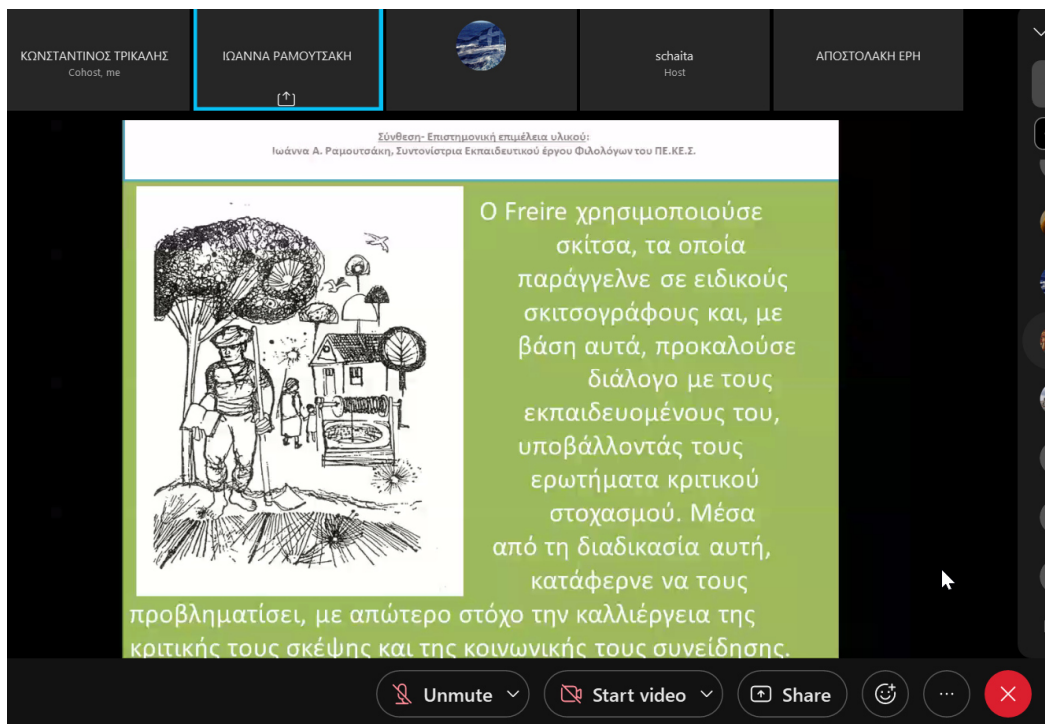 ΚΩΝΣΤΑΝΤΙΝΟΣ ΤΡΙΚΑΛΗΣ
Cohost, me
ΙΩΑΝΝΑ ΡΑΜΟΥΤΣΑΚΗ
schaita
Host
ΑΠΟΣΤΟΛΑΚΗ ΕΡΗ
Σύνθεση- Επιστημονική επιμέλεια υλικού:
Ιωάννα Α. Ραμουτσάκη, Συντονίστρια Εκπαιδευτικού έργου Φιλολόγων του ΠΕ.ΚΕ.Σ.
Ο Freire χρησιμοποιούσε
σκίτσα, τα οποία
παράγγελνε σε ειδικούς
σκιτσογράφους και, με
βάση αυτά, προκαλούσε
διάλογο με τους
εκπαιδευομένους του,
υποβάλλοντάς τους
ερωτήματα κριτικού
στοχασμού. Μέσα
από τη διαδικασία αυτή,
κατάφερνε να τους
προβληματίσει, με απώτερο στόχο την καλλιέργεια της
κριτικής τους σκέψης και της κοινωνικής τους συνείδησης.
Unmute
Start video
Share